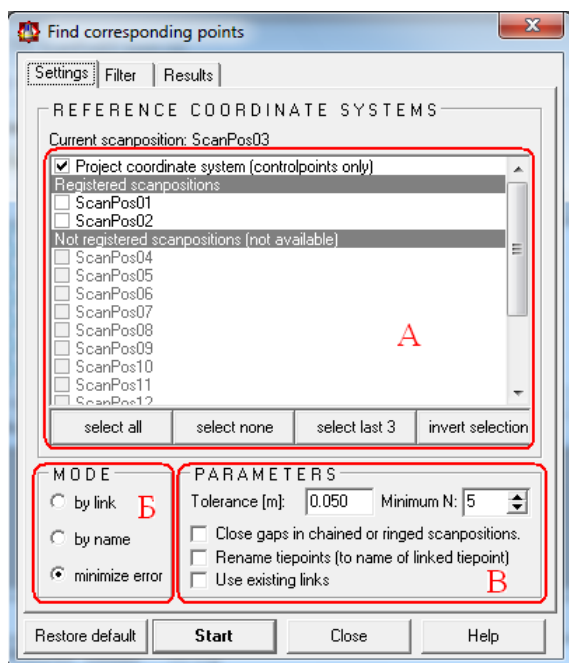 Find corresponding points
Settings Filter Results
REFERENCE COORDINATE SYSTEMS
Current scanposition: ScanPos03
Project coordinate system (controlpoints only)
Registered scanpositions
ScanPos01
ScanPos02
Not registered scanpositions (not available)
ScanPos04
ScanPos05
ScanPos06
ScanPos07
ScanPos08
ScanPos09
ScanPos10
ScanPos11
ScanPos12
А
select all select none select last 3 invert selection
MODE
by link
by name
minimize error
Б
PARAMETERS
Tolerance [m]: 0.050 Minimum N: 5
Close gaps in chained or ringed scanpositions.
Rename tiepoints (to name of linked tiepoint)
Use existing links
В
Restore default Start Close Help